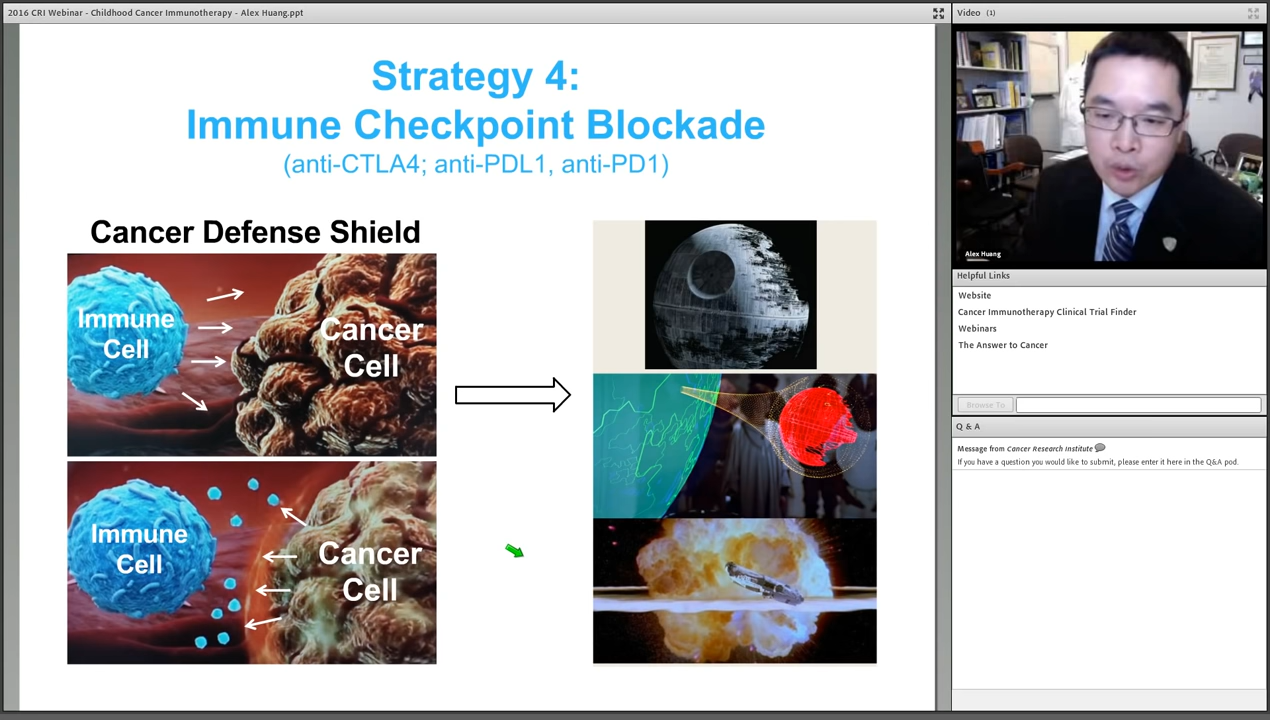 2016 CRI Webinar - Childhood Cancer Immunotherapy - Alex Huang.ppt
Strategy 4:
Immune Checkpoint Blockade
(anti-CTLA4; anti-PDL1, anti-PD1)
Cancer Defense Shield
Immune
Cell
Cancer
Cell
Immune
Cell
Cancer
Cell
Video (1)
Alex Huang
Helpful Links
Website
Cancer Immunotherapy Clinical Trial Finder
Webinars
The Answer to Cancer
Browse To
Q & A
Message from Cancer Research Institute
If you have a question you would like to submit, please enter it here in the Q&A pod.